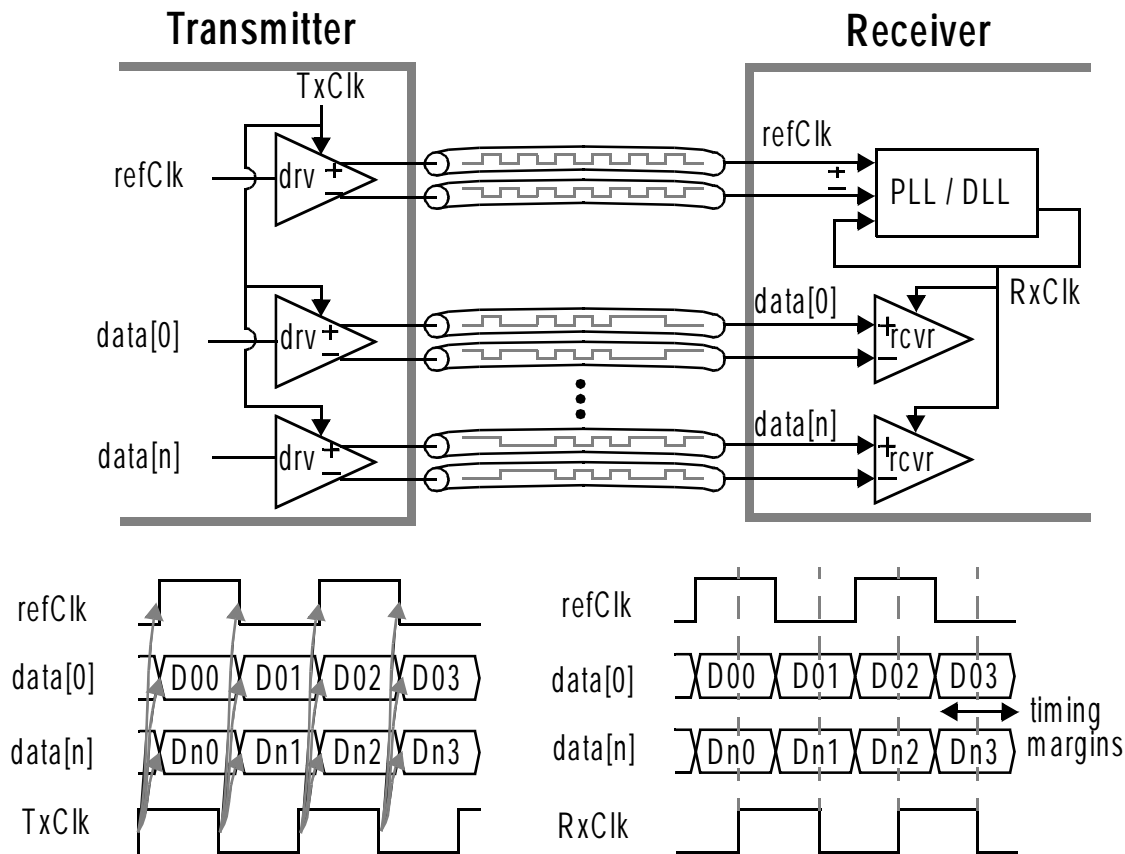 Transmitter Receiver
TxClk
refClk drv + − refClk + − PLL / DLL
RxClk
data[0] drv + − data[0] + − rcvr
data[n] drv + − data[n] + − rcvr
refClk refClk
data[0] D00 D01 D02 D03 data[0] D00 D01 D02 D03
timing
margins
data[n] Dn0 Dn1 Dn2 Dn3 data[n] Dn0 Dn1 Dn2 Dn3
TxClk RxClk